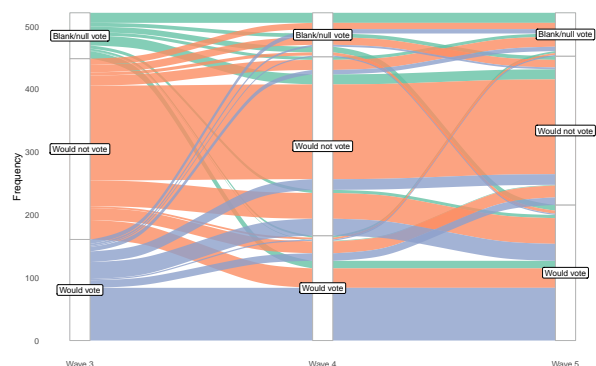 500
400
300
200
100
0
Frequency
Blank/null vote
Would not vote
Would vote
Blank/null vote
Would not vote
Would vote
Blank/null vote
Would not vote
Would vote
Wave 3
Wave 4
Wave 5